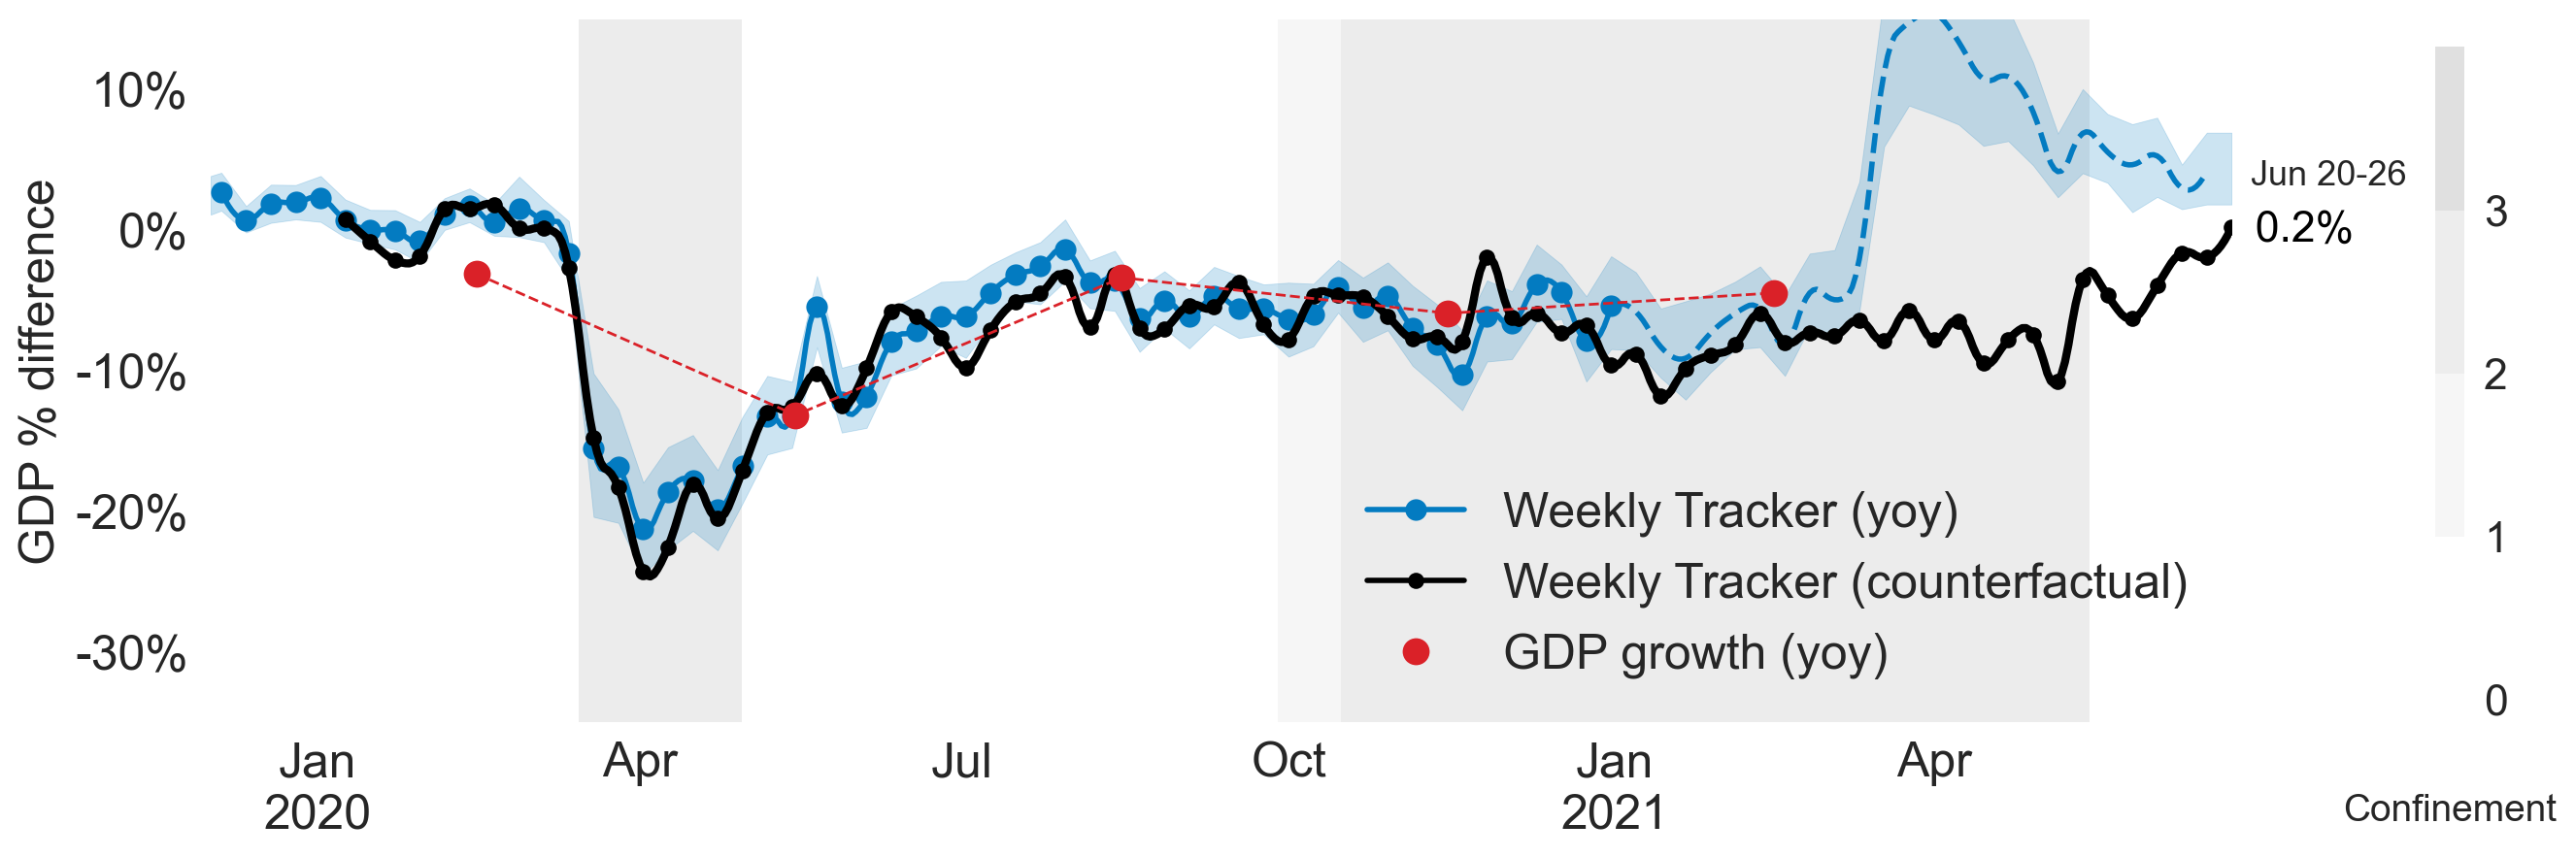 GDP % difference
10%
0%
-10%
-20%
-30%
Jan
2020
Apr
Jul
Oct
Jan
2021
Apr
Weekly Tracker (yoy)
Weekly Tracker (counterfactual)
GDP growth (yoy)
Jun 20-26
0.2%
3
2
1
0
Confinement